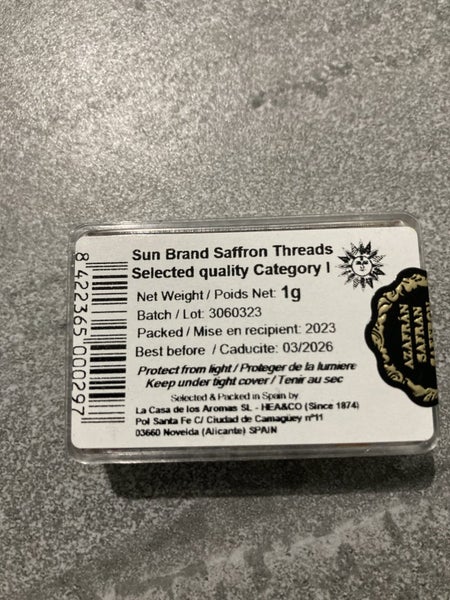 Sun Brand Saffron Threads
Selected quality Category I
Net Weight / Poids Net: 1g
Batch / Lot: 3060323
Packed / Mise en recipient: 2023
Best before / Caducite: 03/2026
Protect from light / Proteger de la lumiere
Keep under tight cover / Tenir au sec
Selected & Packed in Spain by
La Casa de los Aromas SL - HEA&CO (Since 1874)
Pol Santa Fe C/ Ciudad de Camagüey nº11
03660 Novelda (Alicante) SPAIN
8 422365 000297
AZAFRAN
SAFRAN